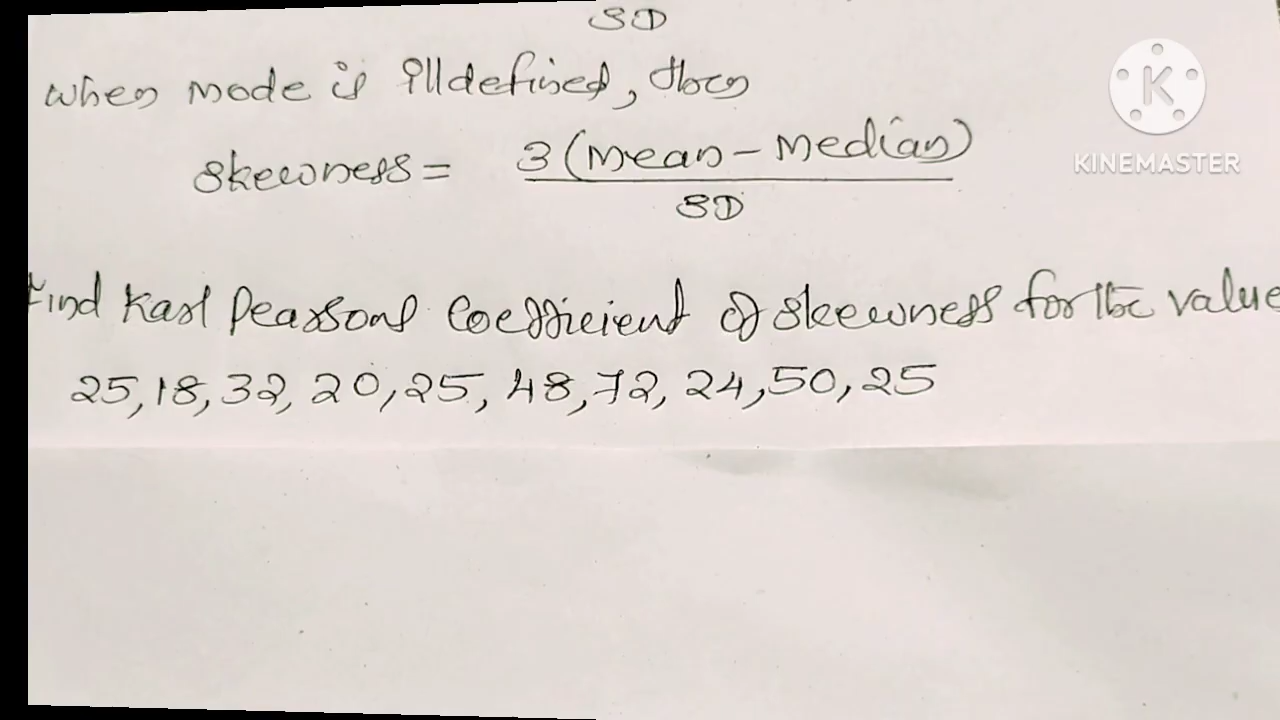 SD
when mode is illdefined, then
skewness = 3 (mean - median)
SD
K
KINEMASTER
Find Karl Pearsons Coefficient of skewness for the value
25, 18, 32, 20, 25, 48, 72, 24, 50, 25